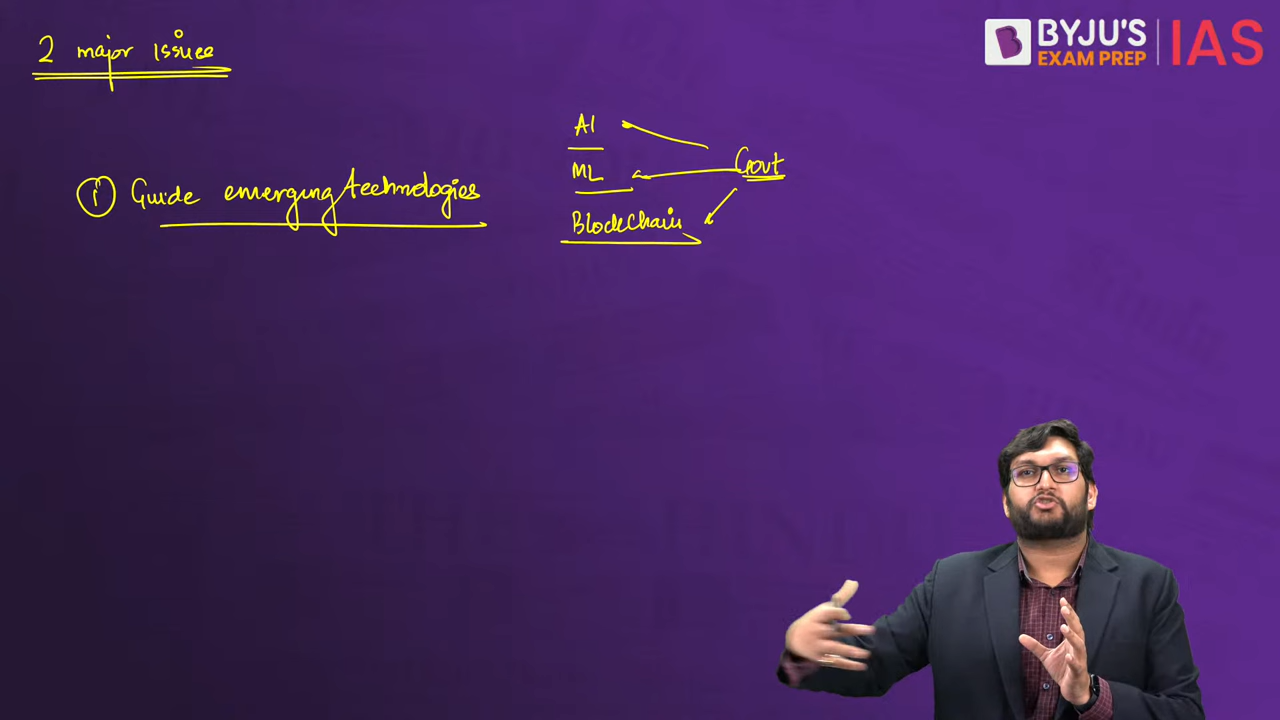 2 major issues
BYJU'S
EXAM PREP
IAS
① Guide emerging technologies
AI
ML
Blockchain
Govt